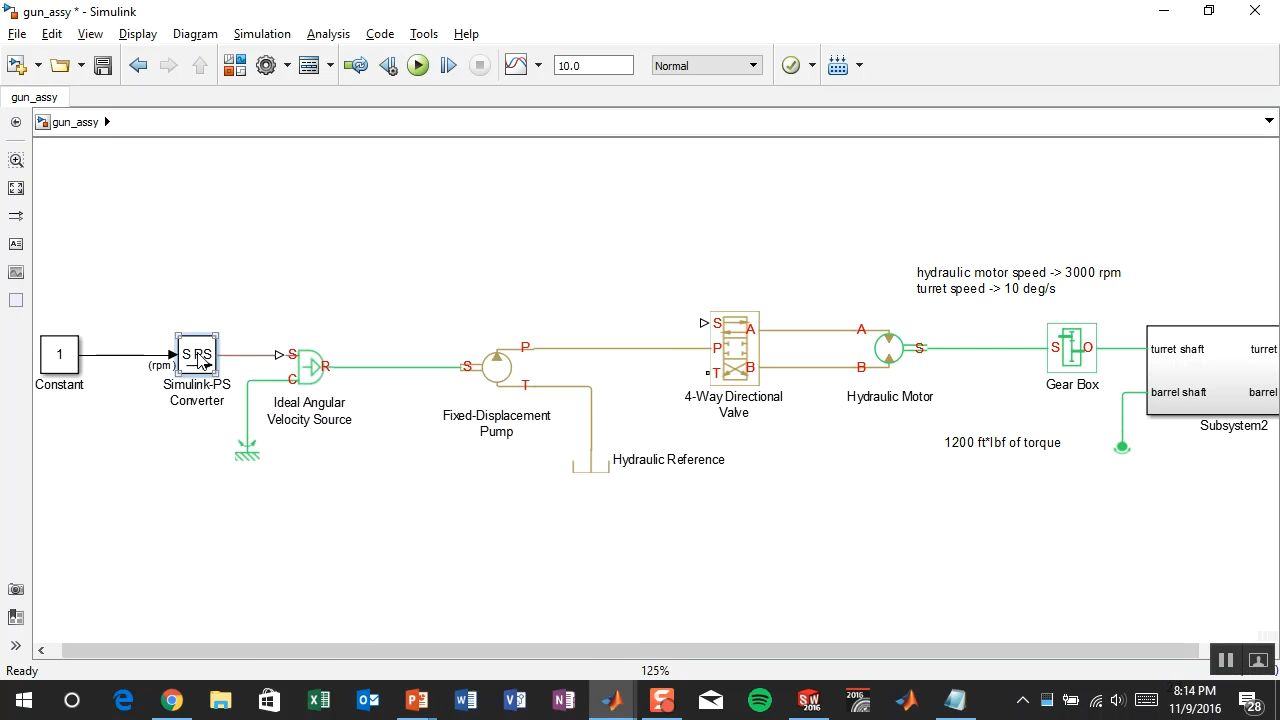 gun_assy * - Simulink
File Edit View Display Diagram Simulation Analysis Code Tools Help
10.0 Normal
gun_assy
gun_assy
hydraulic motor speed -> 3000 rpm
turret speed -> 10 deg/s
1
Constant
(rpm)
S PS
Simulink-PS
Converter
S
C
R
Ideal Angular
Velocity Source
S
P
T
Fixed-Displacement
Pump
Hydraulic Reference
S
P
T
A
B
4-Way Directional
Valve
A
B
S
Hydraulic Motor
S
O
Gear Box
turret shaft
turret
barrel shaft
barrel
Subsystem2
1200 ft*lbf of torque
Ready
125%
8:14 PM
11/9/2016
28
2016
SW
2016